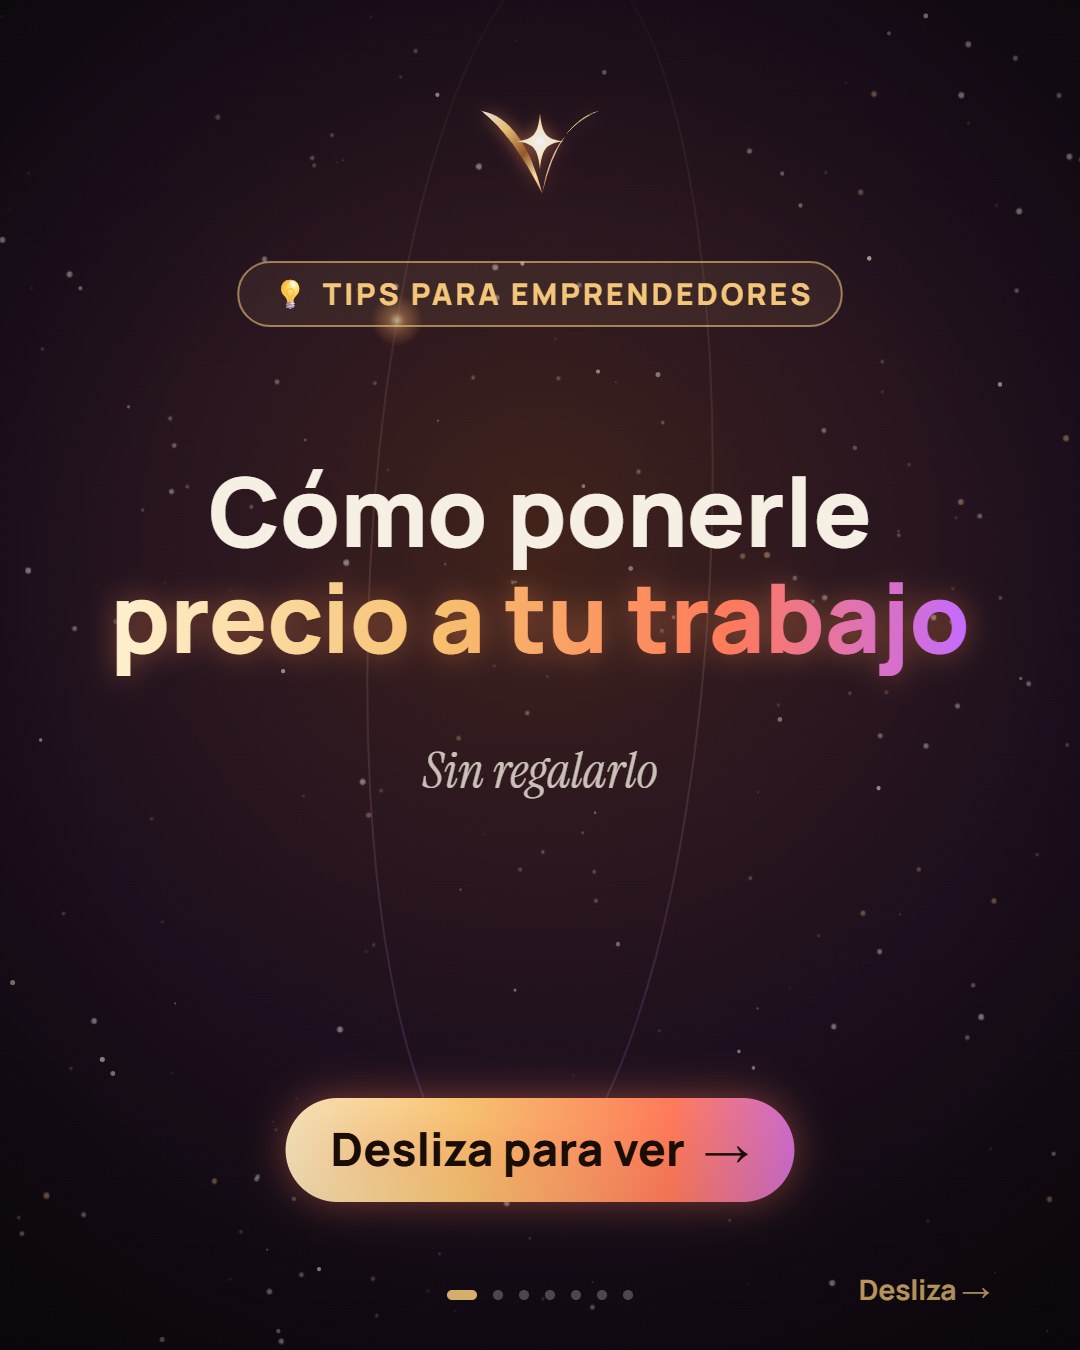 💡 TIPS PARA EMPRENDEDORES
Cómo ponerle
precio a tu trabajo
Sin regalarlo
Desliza para ver →
Desliza →